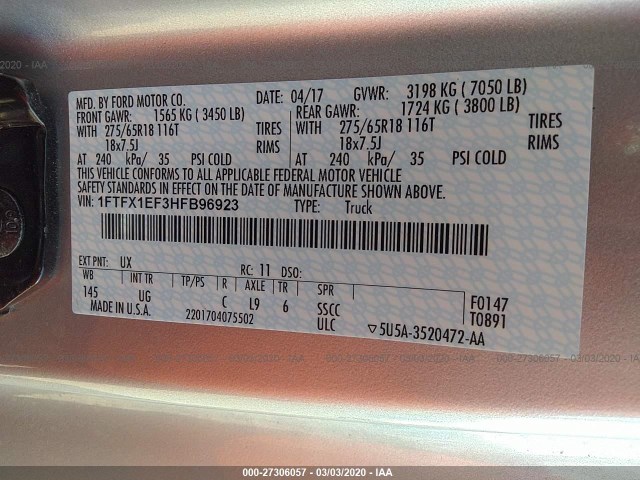 MFD. BY FORD MOTOR CO.
DATE: 04/17 GVWR: 3198 KG ( 7050 LB)
FRONT GAWR: 1565 KG ( 3450 LB) REAR GAWR: 1724 KG ( 3800 LB)
WITH 275/65R18 116T TIRES WITH 275/65R18 116T TIRES
18x7.5J RIMS 18x7.5J RIMS
AT 240 kPa/ 35 PSI COLD AT 240 kPa/ 35 PSI COLD
THIS VEHICLE CONFORMS TO ALL APPLICABLE FEDERAL MOTOR VEHICLE
SAFETY STANDARDS IN EFFECT ON THE DATE OF MANUFACTURE SHOWN ABOVE.
VIN: 1FTFX1EF3HFB96923 TYPE: Truck
EXT PNT: UX RC: 11 DSO:
WB INT TR TP/PS R AXLE TR SPR F0147
145 UG C L9 6 SSCC T0891
MADE IN U.S.A. 2201704075502 ULC ▽5U5A-3520472-AA
000-27306057 - 03/03/2020 - IAA